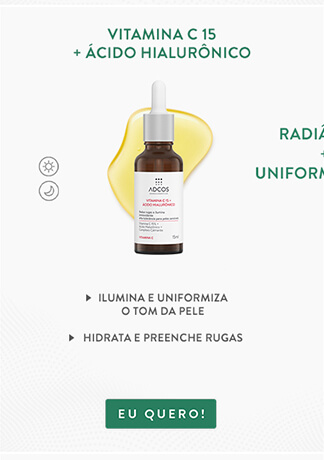 VITAMINA C 15
+ ÁCIDO HIALURÔNICO
RADIÂ
+
UNIFORM
ADCOS
VITAMINA C 15 +
ÁCIDO HIALURÔNICO
15ml
ILUMINA E UNIFORMIZA
O TOM DA PELE
HIDRATA E PREENCHE RUGAS
EU QUERO!